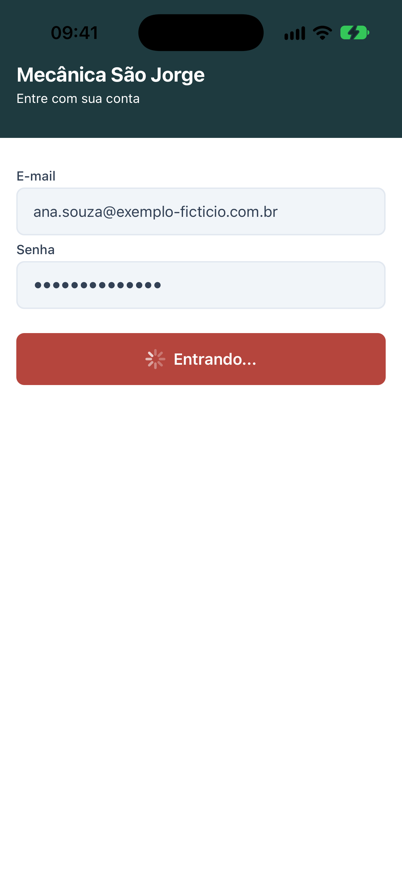 09:41
Mecânica São Jorge
Entre com sua conta
E-mail
ana.souza@exemplo-ficticio.com.br
Senha
••••••••••••••
Entrando...